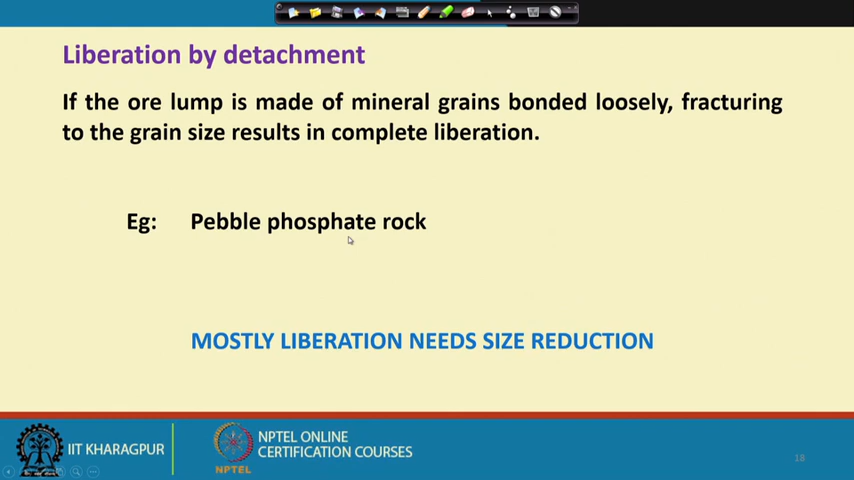 Liberation by detachment
If the ore lump is made of mineral grains bonded loosely, fracturing
to the grain size results in complete liberation.
Eg: Pebble phosphate rock
MOSTLY LIBERATION NEEDS SIZE REDUCTION
IIT KHARAGPUR
NPTEL
NPTEL ONLINE
CERTIFICATION COURSES
18